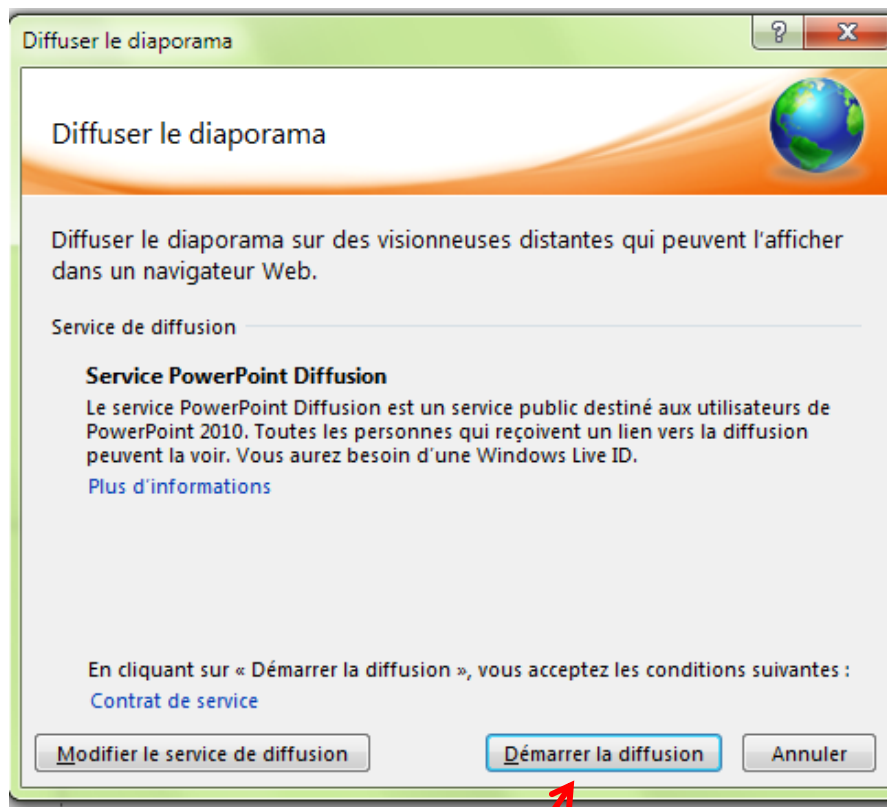 Diffuser le diaporama
Diffuser le diaporama
Diffuser le diaporama sur des visionneuses distantes qui peuvent l'afficher
dans un navigateur Web.
Service de diffusion
Service PowerPoint Diffusion
Le service PowerPoint Diffusion est un service public destiné aux utilisateurs de
PowerPoint 2010. Toutes les personnes qui reçoivent un lien vers la diffusion
peuvent la voir. Vous aurez besoin d'une Windows Live ID.
Plus d'informations
En cliquant sur « Démarrer la diffusion », vous acceptez les conditions suivantes :
Contrat de service
Modifier le service de diffusion Démarrer la diffusion Annuler